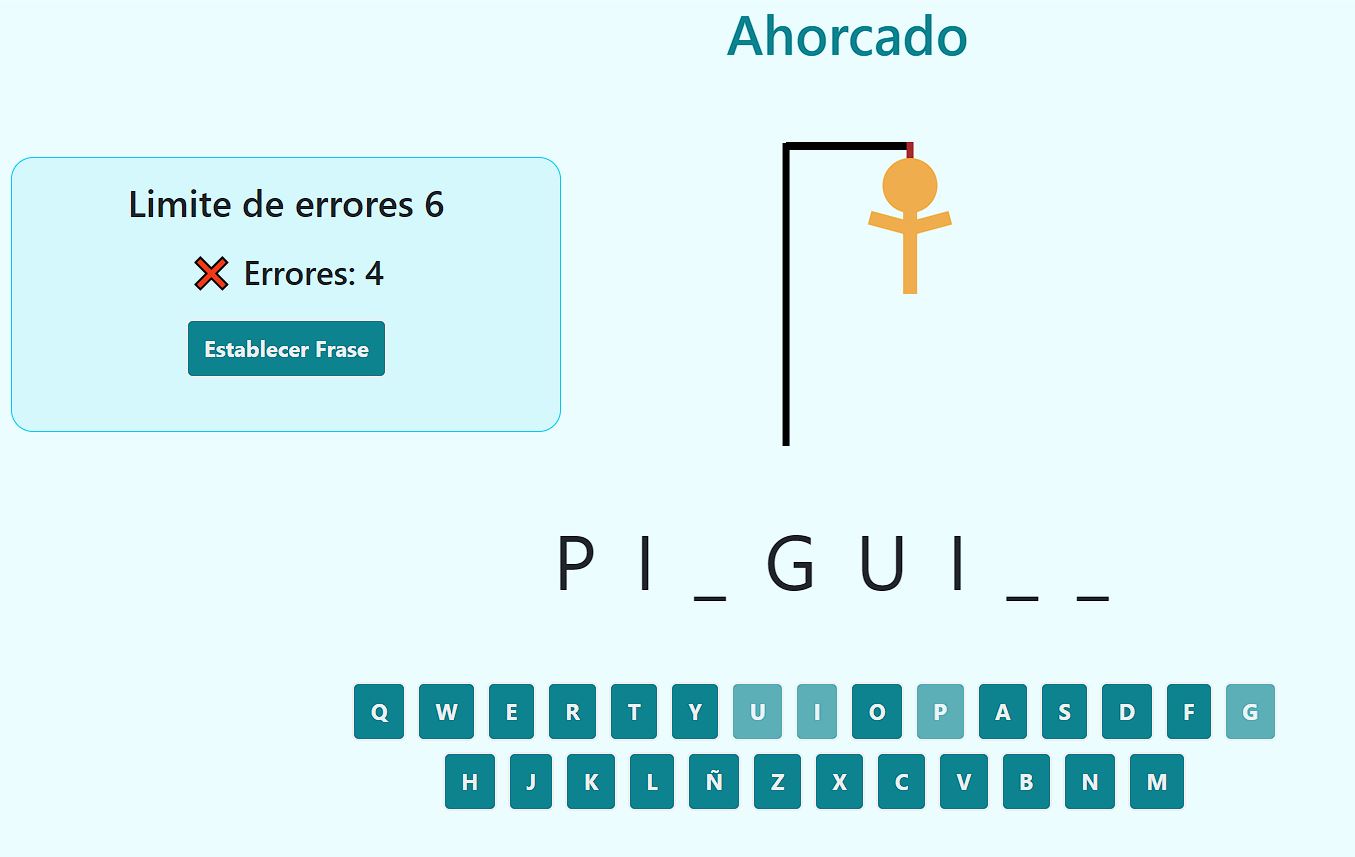 Ahorcado
Limite de errores 6
Errores: 4
Establecer Frase
P I _ G U I _ _
Q W E R T Y U I O P A S D F G
H J K L Ñ Z X C V B N M